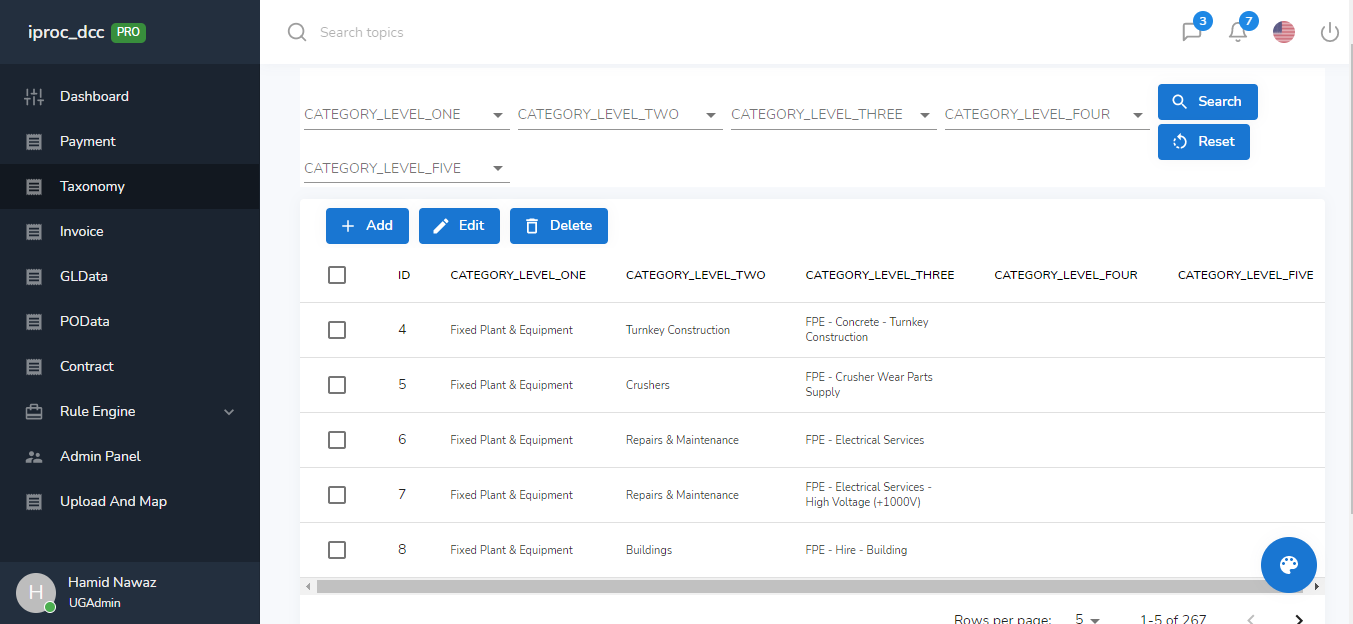 iproc_dcc PRO
Search topics
3
7
Dashboard
Payment
Taxonomy
Invoice
GLData
POData
Contract
Rule Engine
Admin Panel
Upload And Map
H
Hamid Nawaz
UGAdmin
CATEGORY_LEVEL_ONE CATEGORY_LEVEL_TWO CATEGORY_LEVEL_THREE CATEGORY_LEVEL_FOUR
Search
Reset
CATEGORY_LEVEL_FIVE
Add Edit Delete
ID CATEGORY_LEVEL_ONE CATEGORY_LEVEL_TWO CATEGORY_LEVEL_THREE CATEGORY_LEVEL_FOUR CATEGORY_LEVEL_FIVE
4 Fixed Plant & Equipment Turnkey Construction FPE - Concrete - Turnkey
Construction
5 Fixed Plant & Equipment Crushers FPE - Crusher Wear Parts
Supply
6 Fixed Plant & Equipment Repairs & Maintenance FPE - Electrical Services
7 Fixed Plant & Equipment Repairs & Maintenance FPE - Electrical Services -
High Voltage (+1000V)
8 Fixed Plant & Equipment Buildings FPE - Hire - Building
Rows per page: 5 1-5 of 267